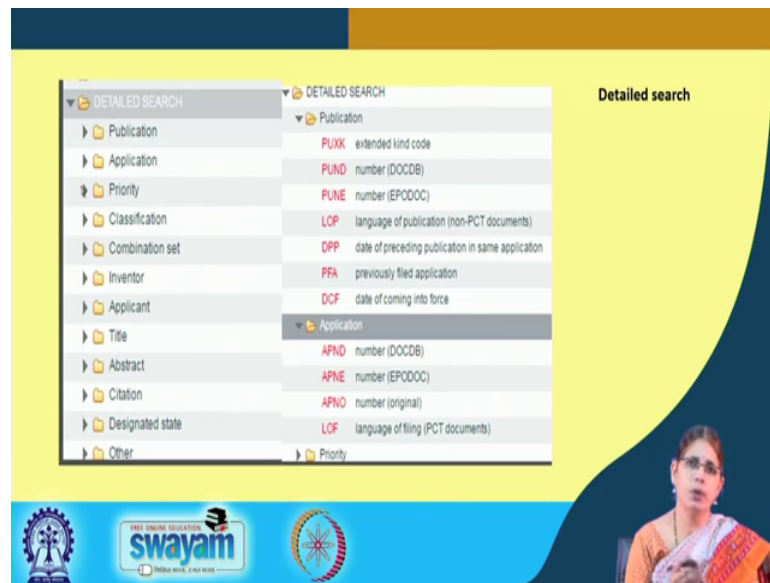 Detailed search
DETAILED SEARCH
Publication
Application
Priority
Classification
Combination set
Inventor
Applicant
Title
Abstract
Citation
Designated state
Other
DETAILED SEARCH
Publication
PUXK extended kind code
PUND number (DOCDB)
PUNE number (EPODOC)
LOP language of publication (non-PCT documents)
DPP date of preceding publication in same application
PFA previously filed application
DCF date of coming into force
Application
APND number (DOCDB)
APNE number (EPODOC)
APNO number (original)
LOF language of filing (PCT documents)
Priority
FREE ONLINE EDUCATION
swayam